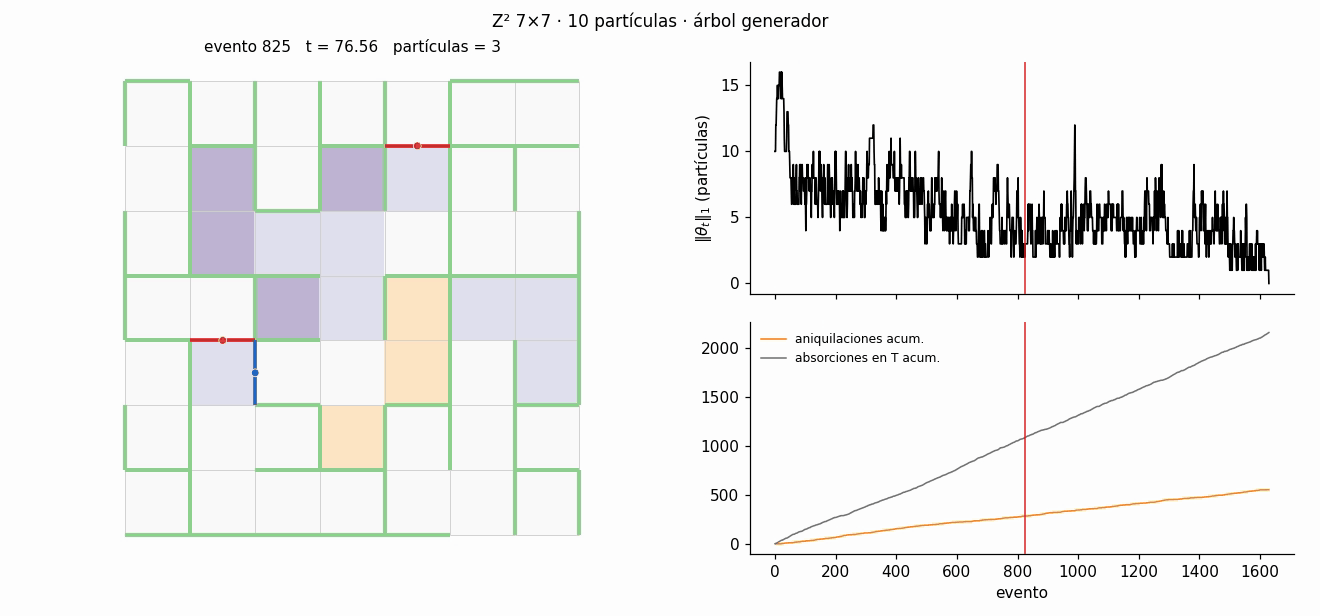 Z² 7×7 · 10 partículas · árbol generador
evento 825   t = 76.56   partículas = 3
‖θₜ‖₁ (partículas)
15
10
5
0
aniquilaciones acum.
absorciones en T acum.
2000
1500
1000
500
0
0 200 400 600 800 1000 1200 1400 1600
evento